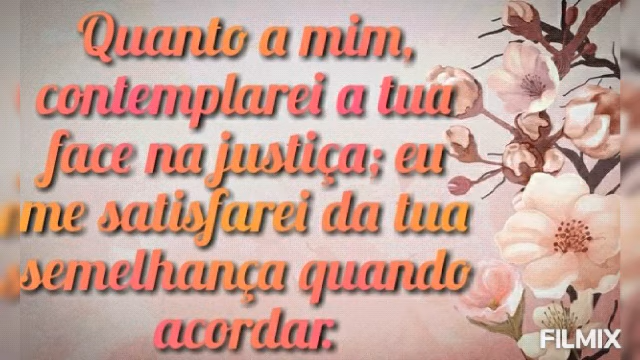 Quanto a mim,
contemplarei a tua
face na justiça; eu
me satisfarei da tua
semelhança quando
acordar.
FILMIX